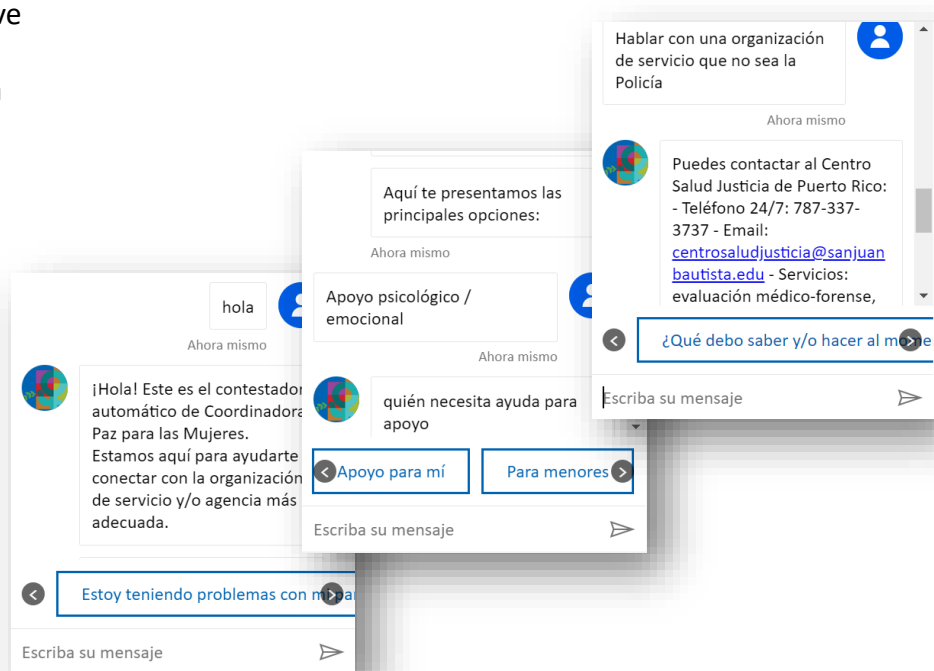 hola
Ahora mismo
¡Hola! Este es el contestador
automático de Coordinadora
Paz para las Mujeres.
Estamos aquí para ayudarte
conectar con la organización
de servicio y/o agencia más
adecuada.
Estoy teniendo problemas con
Escriba su mensaje
Aquí te presentamos las
principales opciones:
Ahora mismo
Apoyo psicológico /
emocional
Ahora mismo
quién necesita ayuda para
apoyo
Apoyo para mí
Para menores
Escriba su mensaje
Hablar con una organización
de servicio que no sea la
Policía
Ahora mismo
Puedes contactar al Centro
Salud Justicia de Puerto Rico:
- Teléfono 24/7: 787-337-
3737 - Email:
centrosaludjusticia@sanjuan
bautista.edu - Servicios:
evaluación médico-forense,
¿Qué debo saber y/o hacer al
Escriba su mensaje